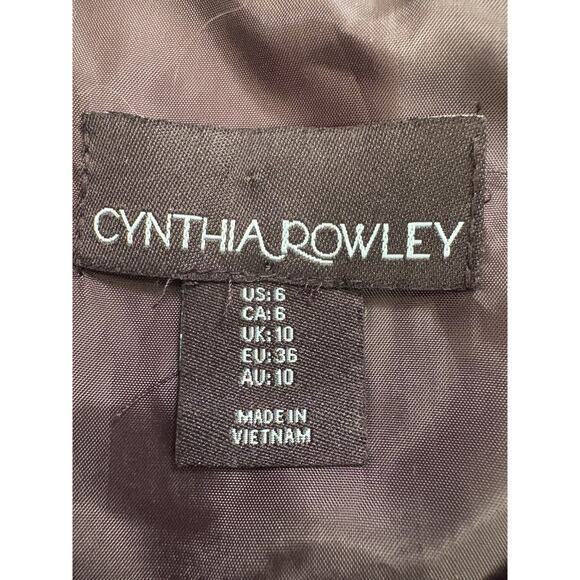 CYNTHIA ROWLEY
US: 6
CA: 6
UK: 10
EU: 36
AU: 10
MADE IN
VIETNAM